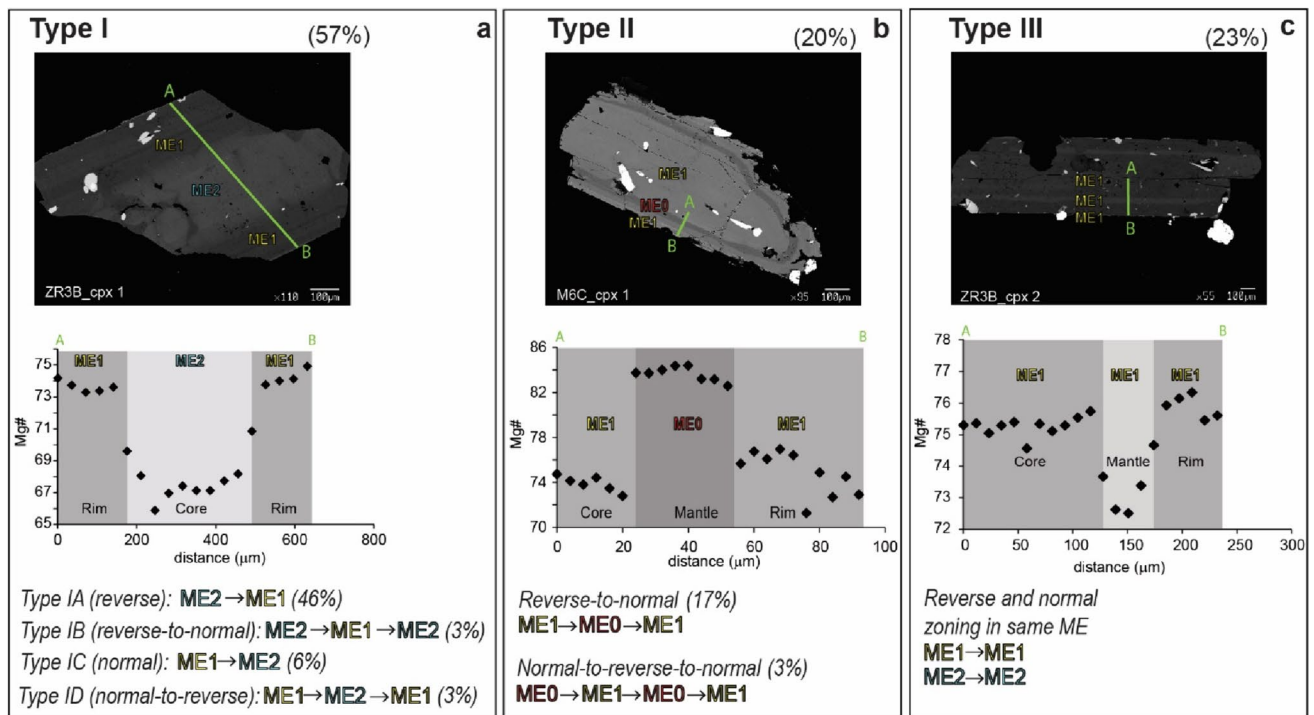 Type I (57%) a
A
ME1
ME2
ME1
B
ZR3B_cpx 1 ×110 100µm
A B
ME1 ME2 ME1
75
73
71
69
67
65
Mg#
Rim Core Rim
0 200 400 600 800
distance (µm)
Type IA (reverse): ME2→ME1 (46%)
Type IB (reverse-to-normal): ME2→ME1→ME2 (3%)
Type IC (normal): ME1→ME2 (6%)
Type ID (normal-to-reverse): ME1→ME2→ME1 (3%)
Type II (20%) b
ME1
ME0 A
ME1
B
M6C_cpx 1 ×95 100µm
A B
86
82
78
74
70
Mg#
ME1 ME0 ME1
Core Mantle Rim
0 20 40 60 80 100
distance (µm)
Reverse-to-normal (17%)
ME1→ME0→ME1
Normal-to-reverse-to-normal (3%)
ME0→ME1→ME0→ME1
Type III (23%) c
A
ME1
ME1
ME1
B
ZR3B_cpx 2 ×55 100µm
A B
78
77
76
75
74
73
72
Mg#
ME1 ME1 ME1
Core Mantle Rim
0 50 100 150 200 250 300
distance (µm)
Reverse and normal
zoning in same ME
ME1→ME1
ME2→ME2